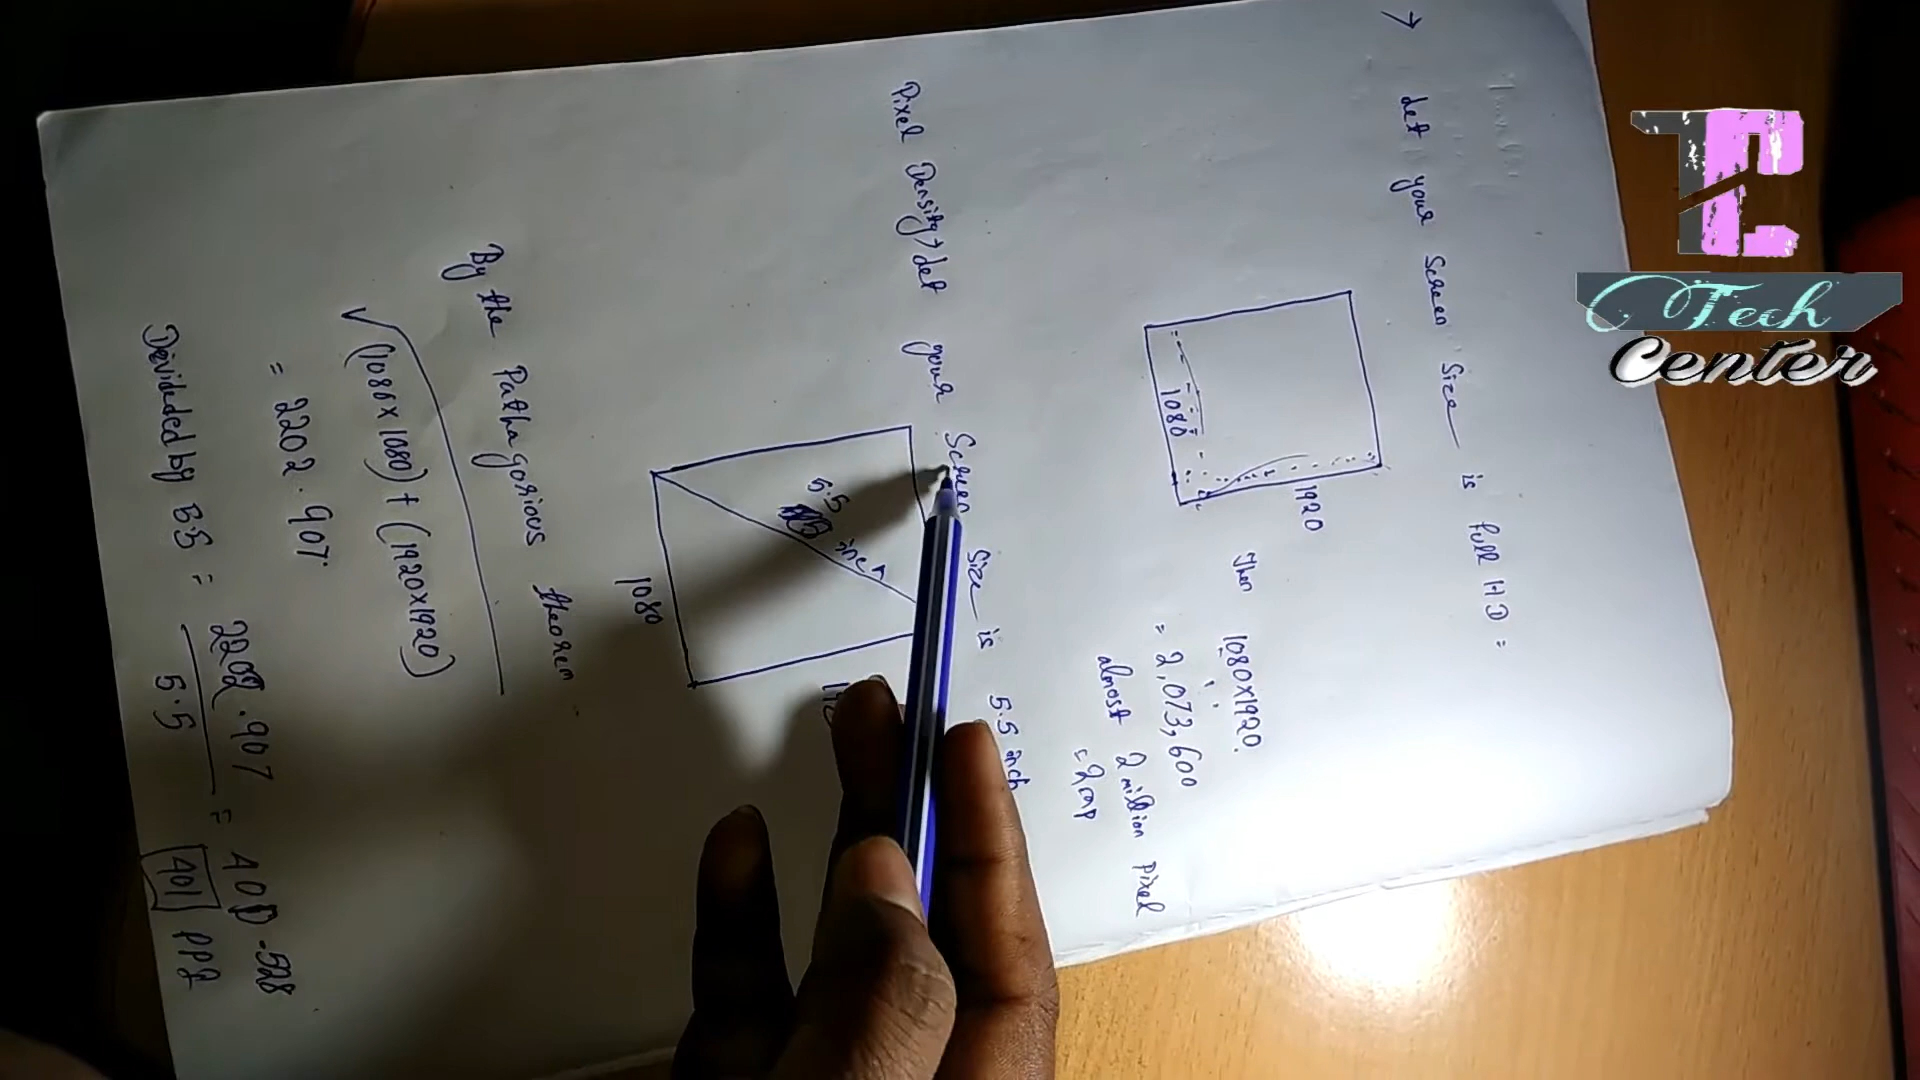 → Let your Screen Size is full HD =
1080
1920
Then 1080x1920.
= 2,073,600
almost 2 million Pixel
= 2mp
Pixel Density → Let your Screen Size is 5.5 inch
5.5
inch
1080
By the Pathagorious theorem
√(1080x1080) + (1920x1920)
= 2202.907
Devideded by 5.5 = 2202.907 / 5.5 = 400.528
401 PPI
TC
Tech
Center